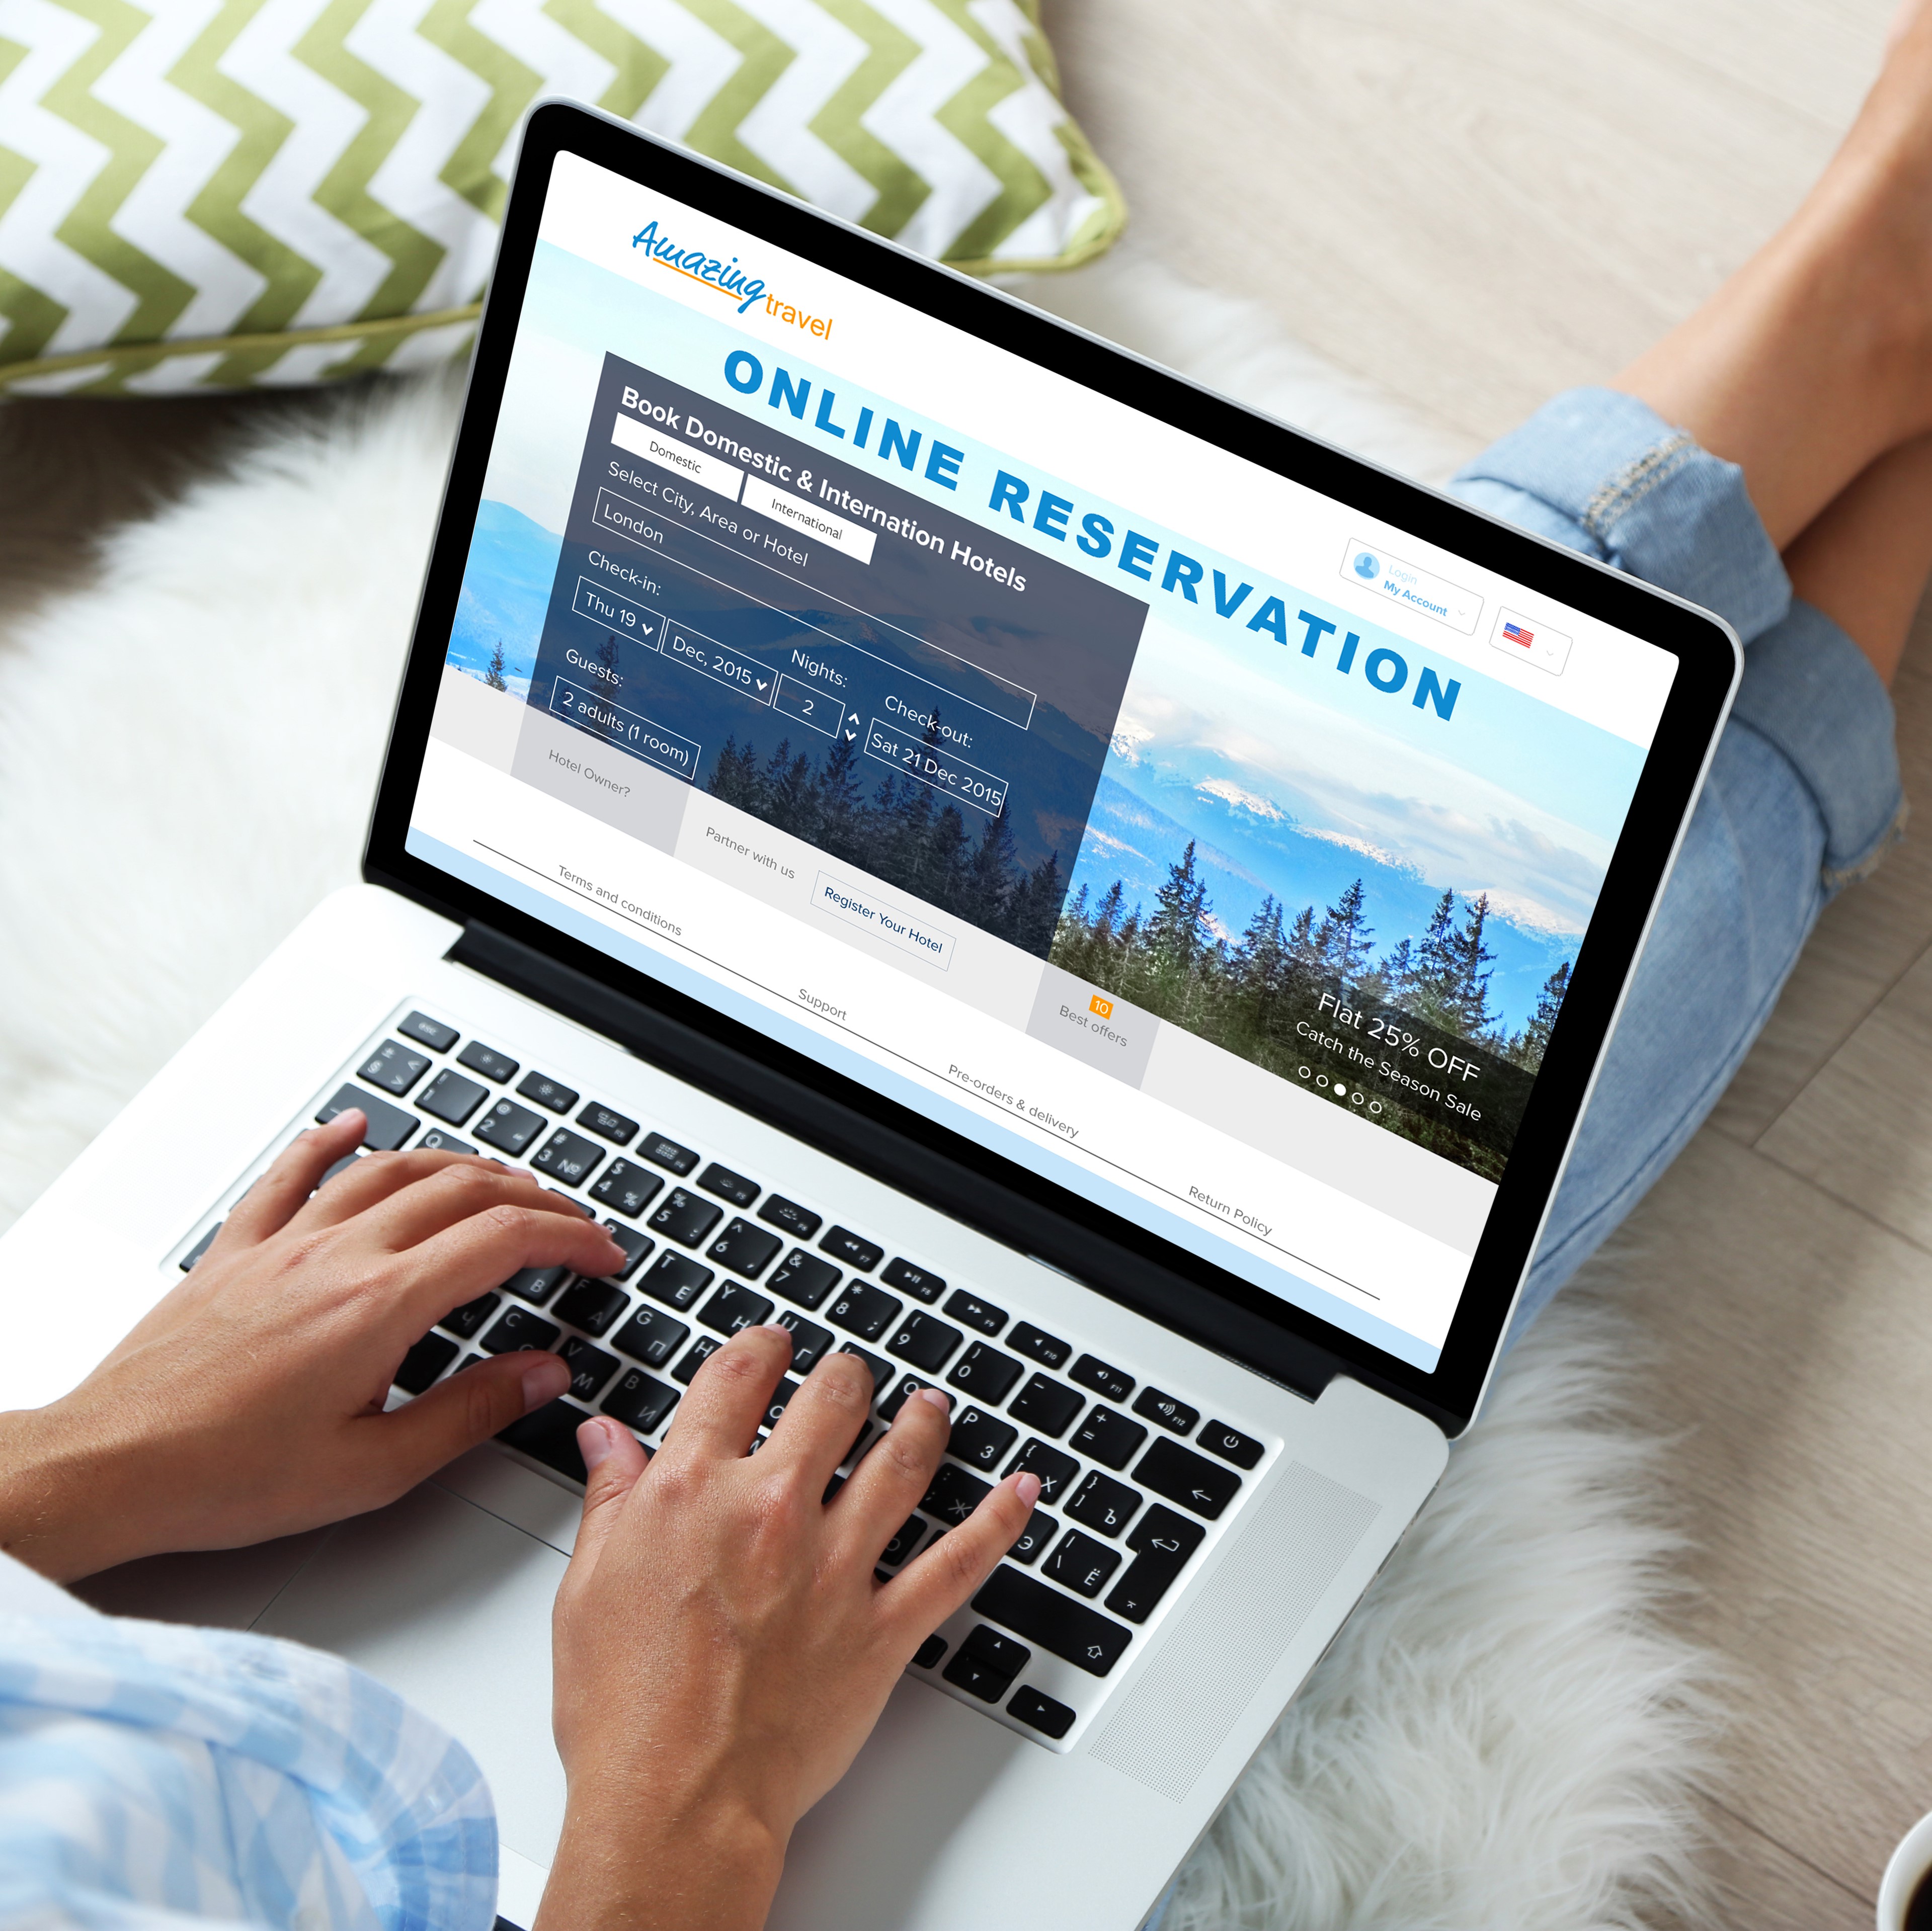 Amazing travel
Login
My Account
ONLINE RESERVATION
Book Domestic & Internation Hotels
Domestic
International
Select City, Area or Hotel
London
Check-in:
Nights:
Check-out:
Thu 19
Dec, 2015
2
Sat 21 Dec 2015
Guests:
2 adults (1 room)
Flat 25% OFF
Catch the Season Sale
Hotel Owner?
Partner with us
Register Your Hotel
10
Best offers
Terms and conditions
Support
Pre-orders & delivery
Return Policy
esc